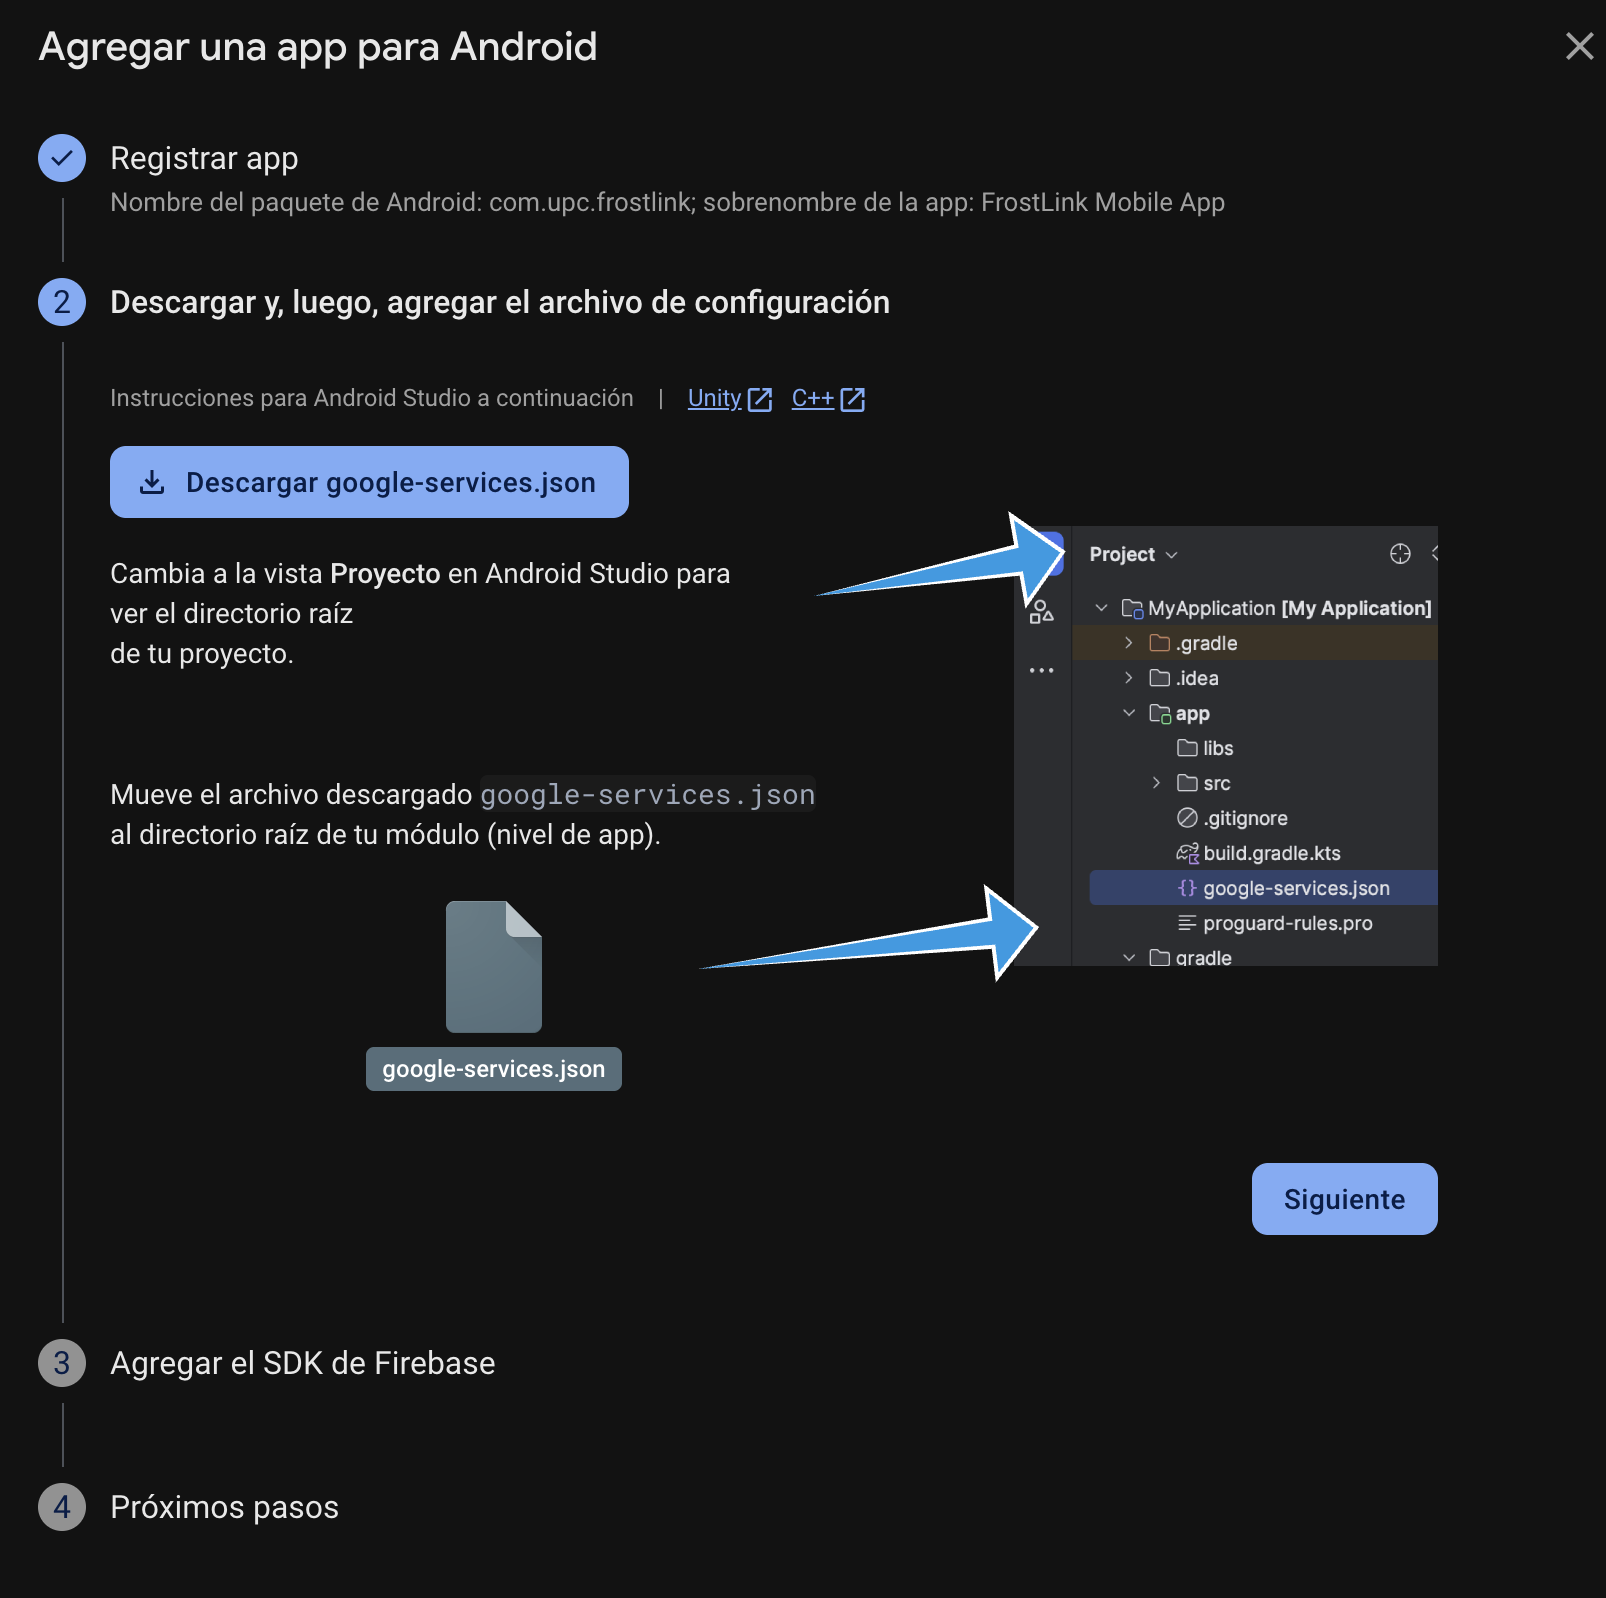 Agregar una app para Android
Registrar app
Nombre del paquete de Android: com.upc.frostlink; sobrenombre de la app: FrostLink Mobile App
2
Descargar y, luego, agregar el archivo de configuración
Instrucciones para Android Studio a continuación | Unity C++
Descargar google-services.json
Cambia a la vista Proyecto en Android Studio para
ver el directorio raíz
de tu proyecto.
Mueve el archivo descargado google-services.json
al directorio raíz de tu módulo (nivel de app).
google-services.json
Project
MyApplication [My Application]
.gradle
.idea
app
libs
src
.gitignore
build.gradle.kts
{} google-services.json
proguard-rules.pro
gradle
Siguiente
3
Agregar el SDK de Firebase
4
Próximos pasos